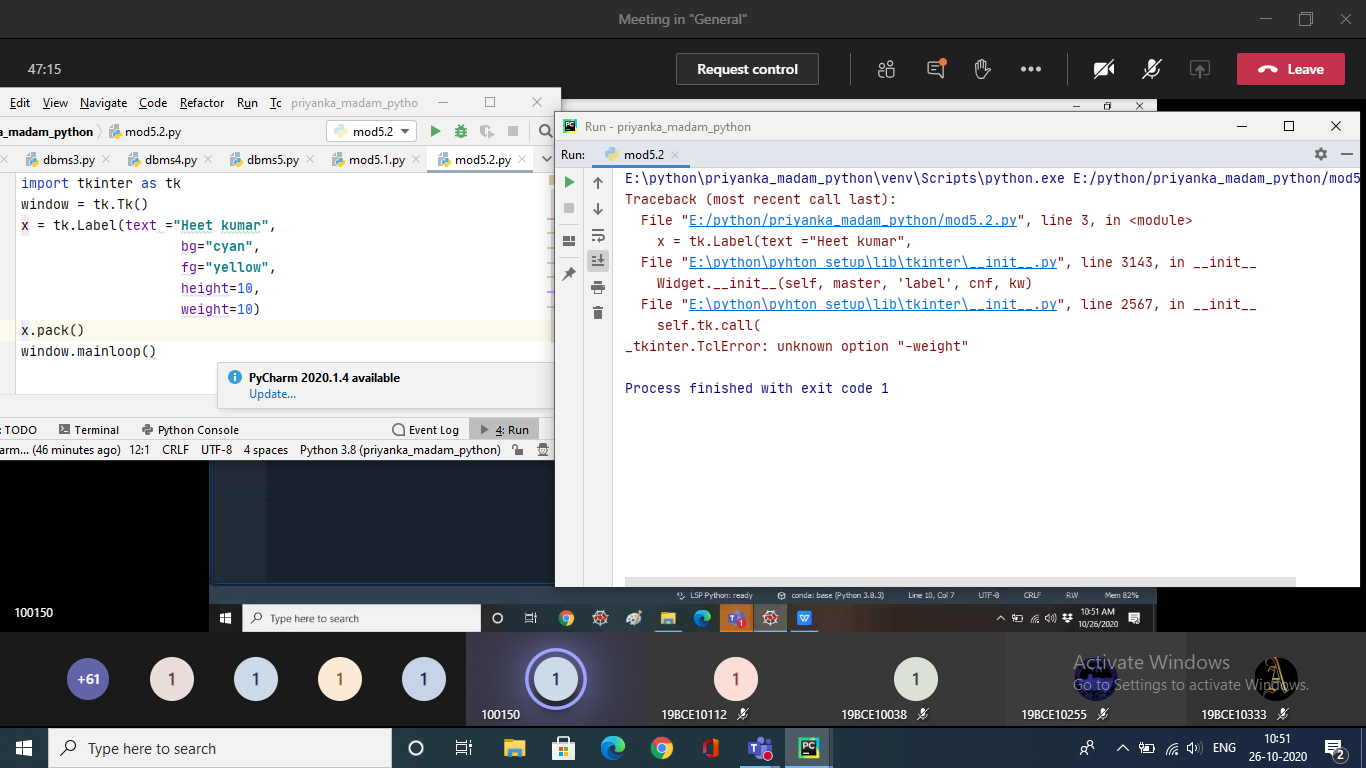 Meeting in "General"
47:15
Request control
Leave
Edit View Navigate Code Refactor Run Tc priyanka_madam_pytho
a_madam_python mod5.2.py
mod5.2
dbms3.py dbms4.py dbms5.py mod5.1.py mod5.2.py
import tkinter as tk
window = tk.Tk()
x = tk.Label(text ="Heet kumar",
bg="cyan",
fg="yellow",
height=10,
weight=10)
x.pack()
window.mainloop()
PyCharm 2020.1.4 available
Update...
: TODO Terminal Python Console Event Log 4: Run
arm... (46 minutes ago) 12:1 CRLF UTF-8 4 spaces Python 3.8 (priyanka_madam_python)
Run - priyanka_madam_python
Run: mod5.2
E:\python\priyanka_madam_python\venv\Scripts\python.exe E:/python/priyanka_madam_python/mod5
Traceback (most recent call last):
File "E:/python/priyanka_madam_python/mod5.2.py", line 3, in <module>
x = tk.Label(text ="Heet kumar",
File "E:\python\pyhton setup\lib\tkinter\__init__.py", line 3143, in __init__
Widget.__init__(self, master, 'label', cnf, kw)
File "E:\python\pyhton setup\lib\tkinter\__init__.py", line 2567, in __init__
self.tk.call(
_tkinter.TclError: unknown option "-weight"
Process finished with exit code 1
LSP Python: ready conda: base (Python 3.8.3) Line 10, Col 7 UTF-8 CRLF RW Mem 82%
100150
Type here to search
1
10:51 AM
10/26/2020
+61 1 1 1 1 1 1 1
100150 19BCE10112 19BCE10038 19BCE10255 19BCE10333
Activate Windows
Go to Settings to activate Windows.
Type here to search
ENG
10:51
26-10-2020
2